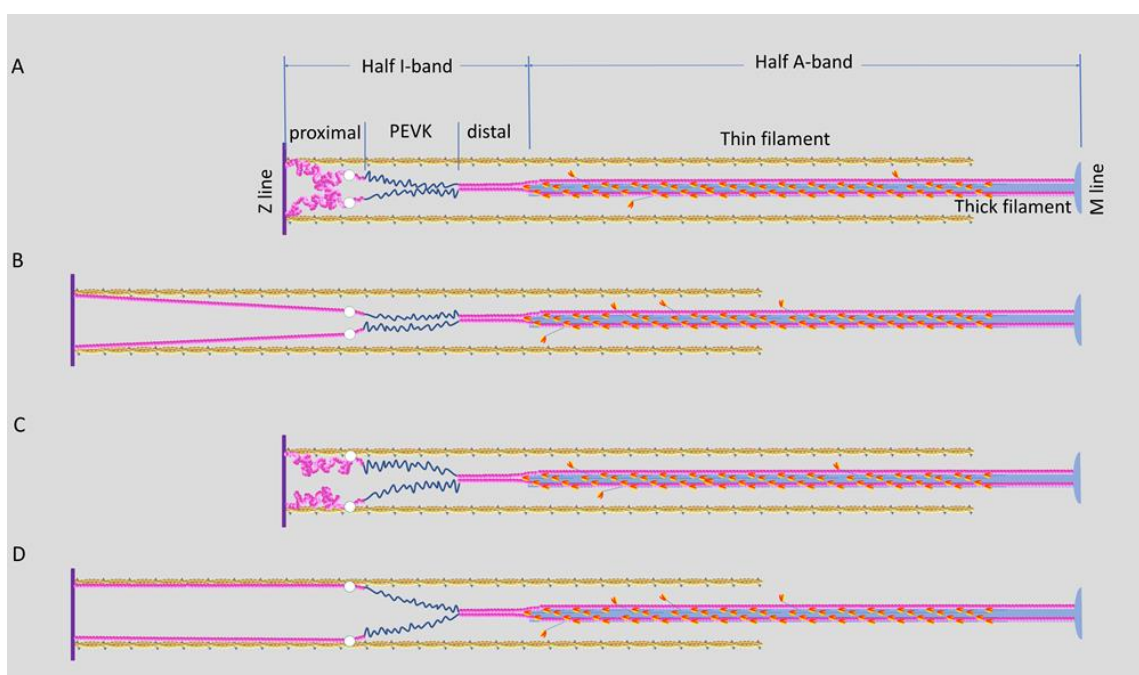 A
Half I-band
Half A-band
proximal
PEVK
distal
Thin filament
Z line
Thick filament
M line
B
C
D